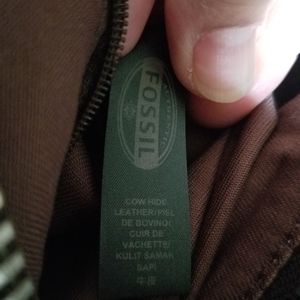 FOSSIL
COW HIDE
LEATHER/PIEL
DE BOVINO/
CUIR DE
VACHETTE/
KULIT SAMAK
SAPI
牛皮